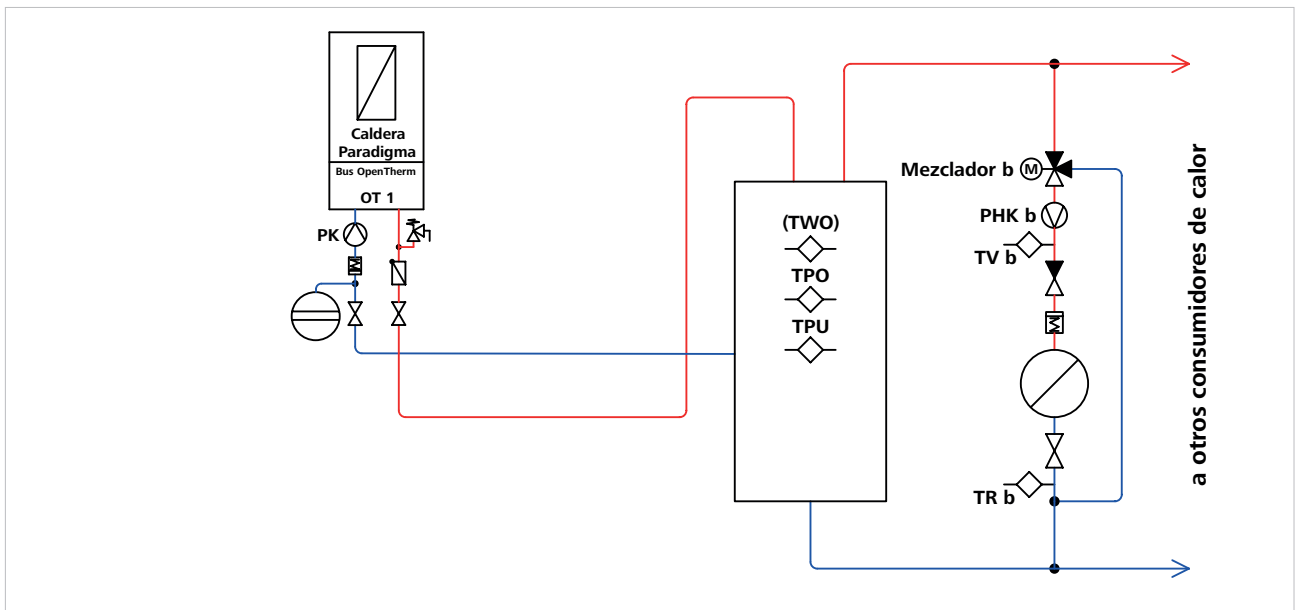 Caldera
Paradigma
Bus OpenTherm
OT 1
PK
(TWO)
TPO
TPU
Mezclador b
M
PHK b
TV b
TR b
a otros consumidores de calor